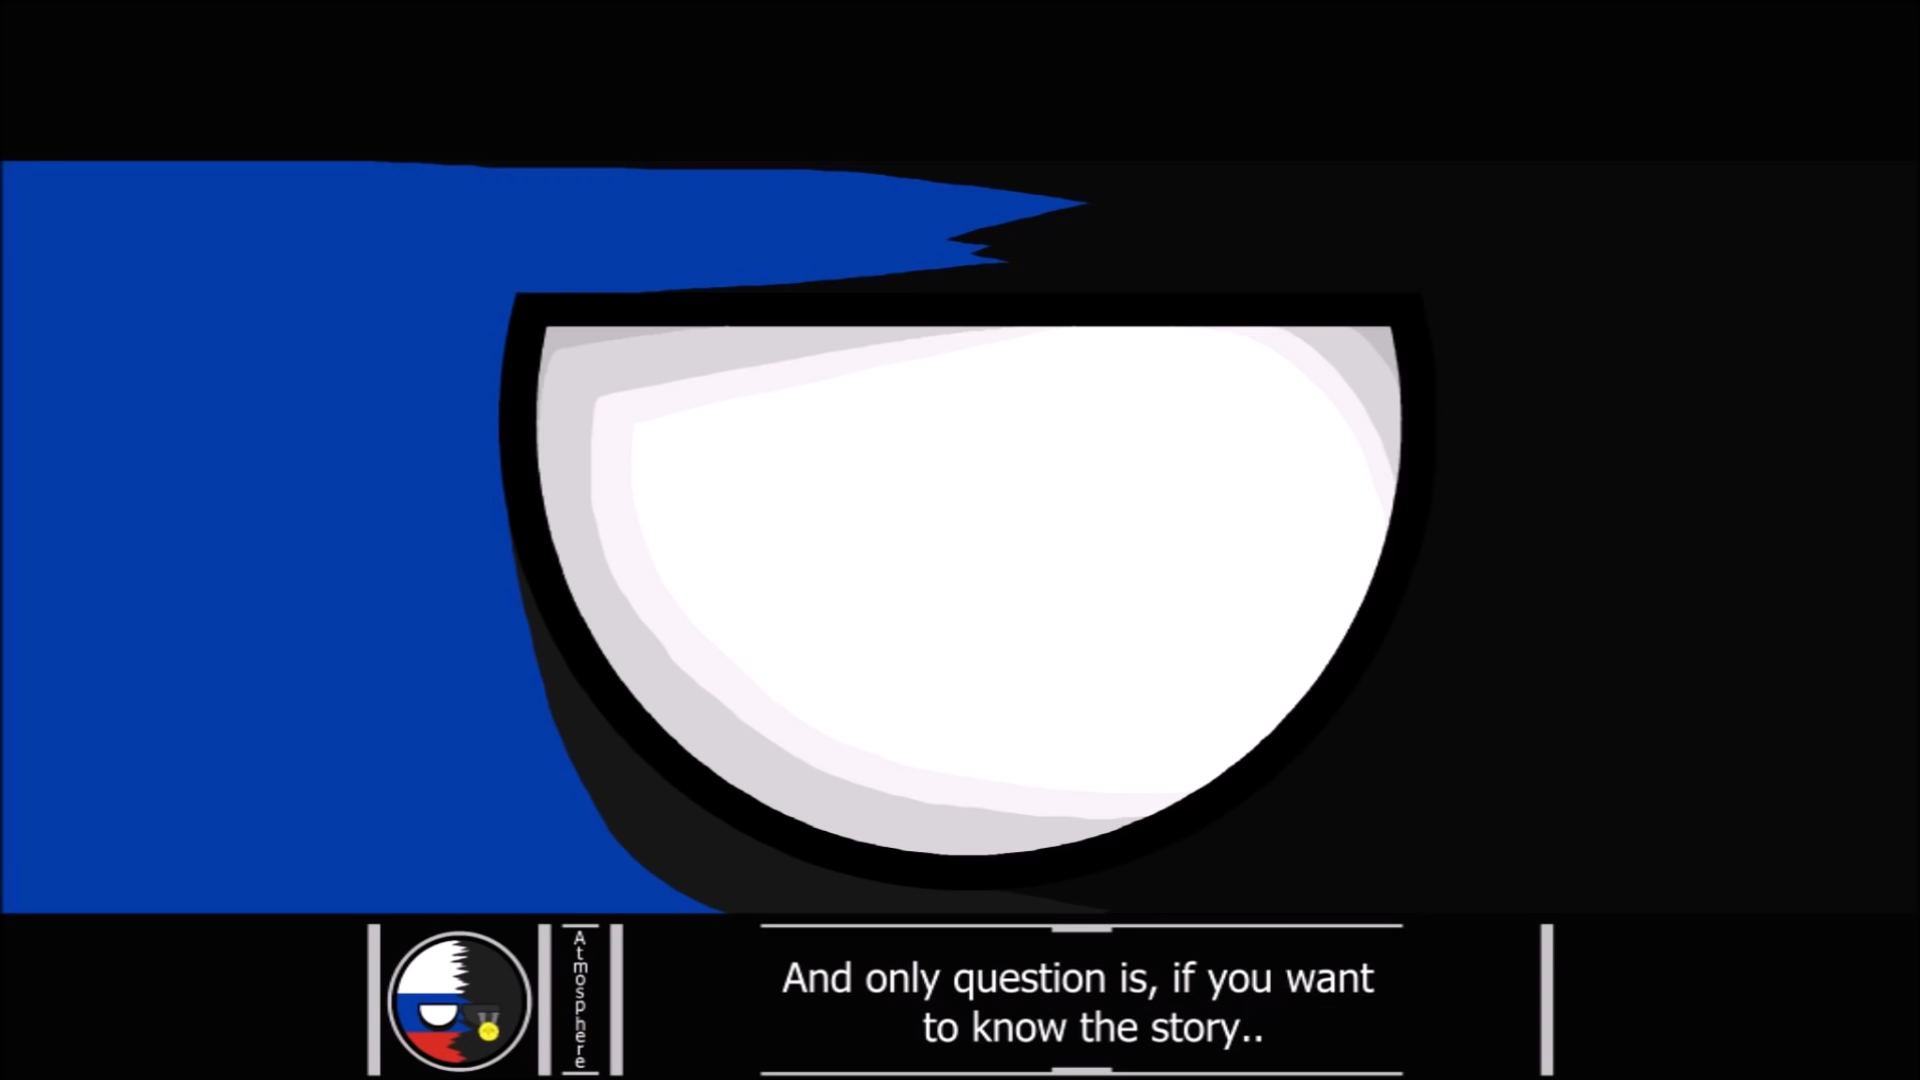 Atmosphere
And only question is, if you want
to know the story..